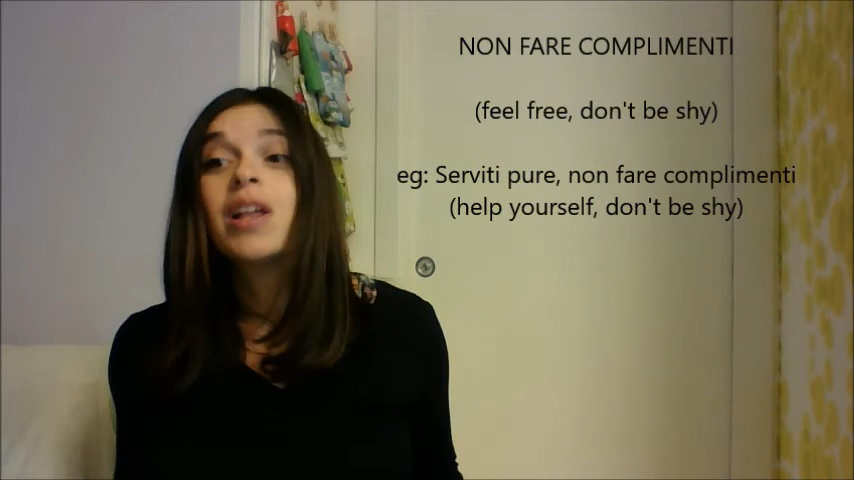 NON FARE COMPLIMENTI
(feel free, don't be shy)
eg: Serviti pure, non fare complimenti
(help yourself, don't be shy)